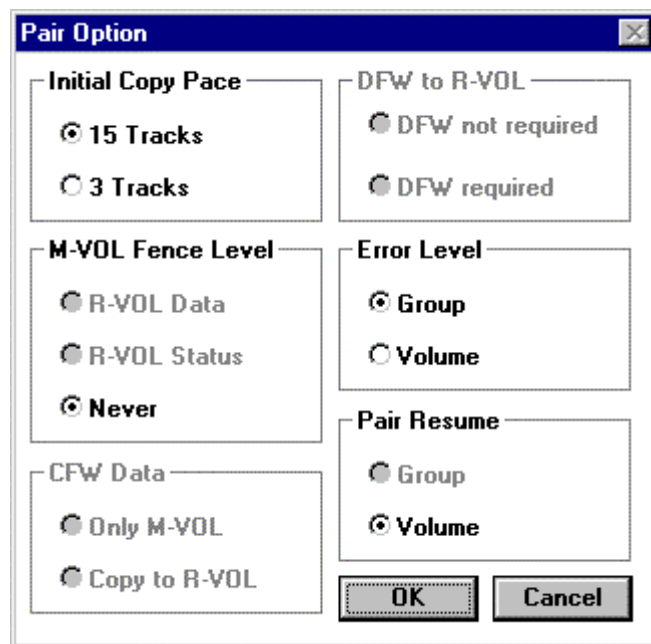 Pair Option
Initial Copy Pace
15 Tracks
3 Tracks
DFW to R-VOL
DFW not required
DFW required
M-VOL Fence Level
R-VOL Data
R-VOL Status
Never
Error Level
Group
Volume
CFW Data
Only M-VOL
Copy to R-VOL
Pair Resume
Group
Volume
OK
Cancel